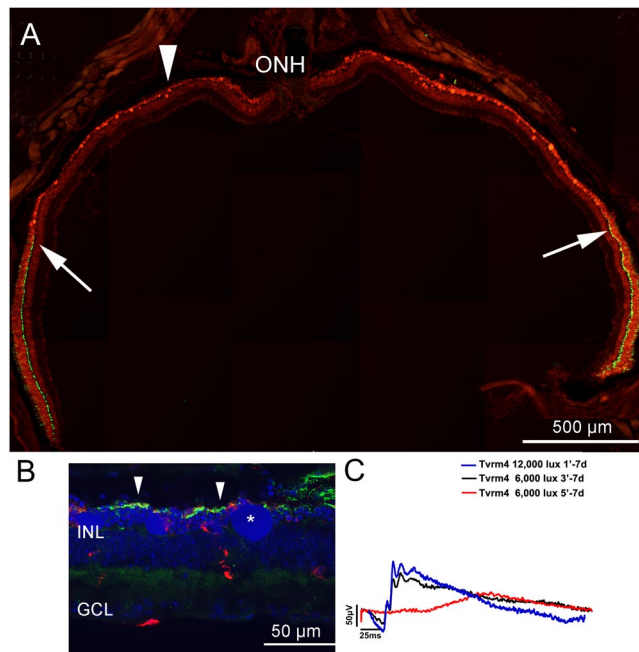 A
ONH
500 µm
B
INL
*
GCL
50 µm
C
Tvrm4 12,000 lux 1'-7d
Tvrm4 6,000 lux 3'-7d
Tvrm4 6,000 lux 5'-7d
50µV
25ms